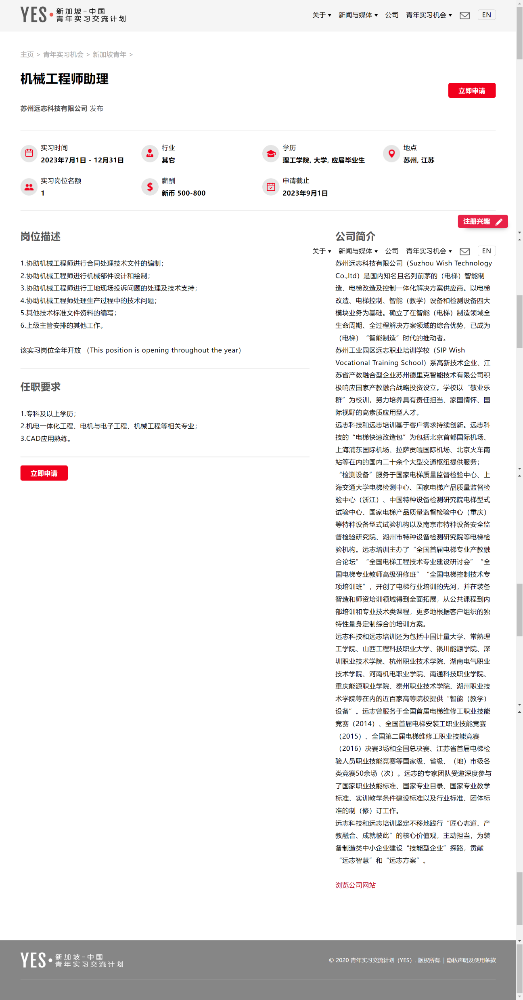 YES
新加坡-中国
青年实习交流计划
关于 新闻与媒体 公司 青年实习机会 EN
主页 > 青年实习机会 > 新加坡青年 >
机械工程师助理
立即申请
苏州远志科技有限公司 发布
实习时间
2023年7月1日 - 12月31日
行业
其它
学历
理工学院, 大学, 应届毕业生
地点
苏州, 江苏
实习岗位名额
1
薪酬
新币 500-800
申请截止
2023年9月1日
注册兴趣
岗位描述
1.协助机械工程师进行合同处理技术文件的编制；
2.协助机械工程师进行机械部件设计和绘制；
3.协助机械工程师进行工地现场投诉问题的处理及技术支持；
4.协助机械工程师处理生产过程中的技术问题；
5.其他技术标准文件资料的编写；
6.上级主管安排的其他工作。
该实习岗位全年开放 （This position is opening throughout the year）
任职要求
1.专科及以上学历；
2.机电一体化工程、电机与电子工程、机械工程等相关专业；
3.CAD应用熟练。
立即申请
公司简介
关于 新闻与媒体 公司 青年实习机会 EN
苏州远志科技有限公司（Suzhou Wish Technology
Co.,ltd）是国内知名且名列前茅的（电梯）智能制
造、电梯改造及控制一体化解决方案供应商。以电梯
改造、电梯控制、智能（教学）设备和检测设备四大
模块业务为基础。确立了在智能（电梯）制造领域全
生命周期、全过程解决方案领域的综合优势，已成为
（电梯）“智能制造”时代的推动者。
苏州工业园区远志职业培训学校（SIP Wish
Vocational Training School）系高新技术企业、江
苏省产教融合型企业苏州德里克智能技术有限公司积
极响应国家产教融合战略投资设立。学校以“敬业乐
群”为校训，努力培养具有责任担当、家国情怀、国
际视野的高素质应用型人才。
远志科技和远志培训基于客户需求持续创新。远志科
技的“电梯快速改造包”为包括北京首都国际机场、
上海浦东国际机场、拉萨贡嘎国际机场、北京火车南
站等在内的国内二十余个大型交通枢纽提供服务；
“检测设备”服务于国家电梯质量监督检验中心、上
海交通大学电梯检测中心、国家电梯产品质量监督检
验中心（浙江）、中国特种设备检测研究院电梯型式
试验中心、国家电梯产品质量监督检验中心（重庆）
等特种设备型式试验机构以及南京市特种设备安全监
督检验研究院、湖州市特种设备检测研究院等电梯检
验机构。远志培训主办了“全国首届电梯专业产教融
合论坛”“全国电梯工程技术专业建设研讨会”“全
国电梯专业教师高级研修班”“全国电梯控制技术专
项培训班”，开创了电梯行业培训的先河，并在装备
智造和师资培训领域得到全面拓展，从公共课程到内
部培训和专业技术类课程，更多地根据客户组织的独
特性量身定制综合的培训方案。
远志科技和远志培训还为包括中国计量大学、常熟理
工学院、山西工程科技职业大学、银川能源学院、深
圳职业技术学院、杭州职业技术学院、湖南电气职业
技术学院、河南机电职业学院、南通科技职业学院、
重庆能源职业学院、泰州职业技术学院、湖州职业技
术学院等在内的近百家高等院校提供“智能（教学）
设备”。远志曾服务于全国首届电梯维修工职业技能
竞赛（2014）、全国首届电梯安装工职业技能竞赛
（2015）、全国第二届电梯维修工职业技能竞赛
（2016）决赛3场和全国总决赛、江苏省首届电梯检
验人员职业技能竞赛等国家级、省级、（地）市级各
类竞赛50余场（次）。远志的专家团队受邀深度参与
了国家职业技能标准、国家专业目录、国家专业教学
标准、实训教学条件建设标准以及行业标准、团体标
准的制（修）订工作。
远志科技和远志培训坚定不移地践行“匠心志道、产
教融合、成就彼此”的核心价值观，主动担当，为装
备制造类中小企业建设“技能型企业”探路，贡献
“远志智慧”和“远志方案”。
浏览公司网站
YES
新加坡-中国
青年实习交流计划
© 2020 青年实习交流计划（YES）. 版权所有. | 隐私声明及使用条款